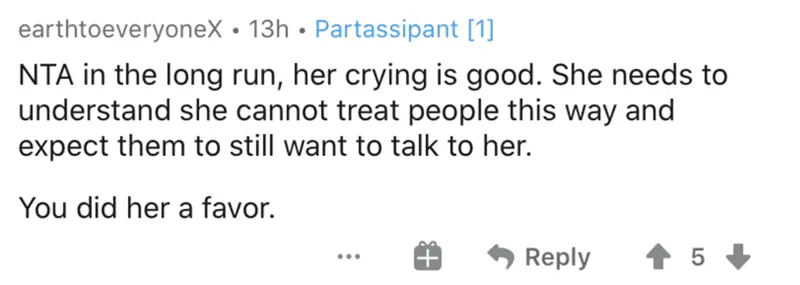 earthtoeveryoneX • 13h • Partassipant [1]
NTA in the long run, her crying is good. She needs to
understand she cannot treat people this way and
expect them to still want to talk to her.
You did her a favor.
... Reply 5